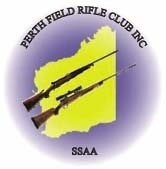 PERTH FIELD RIFLE CLUB INC
SSAA